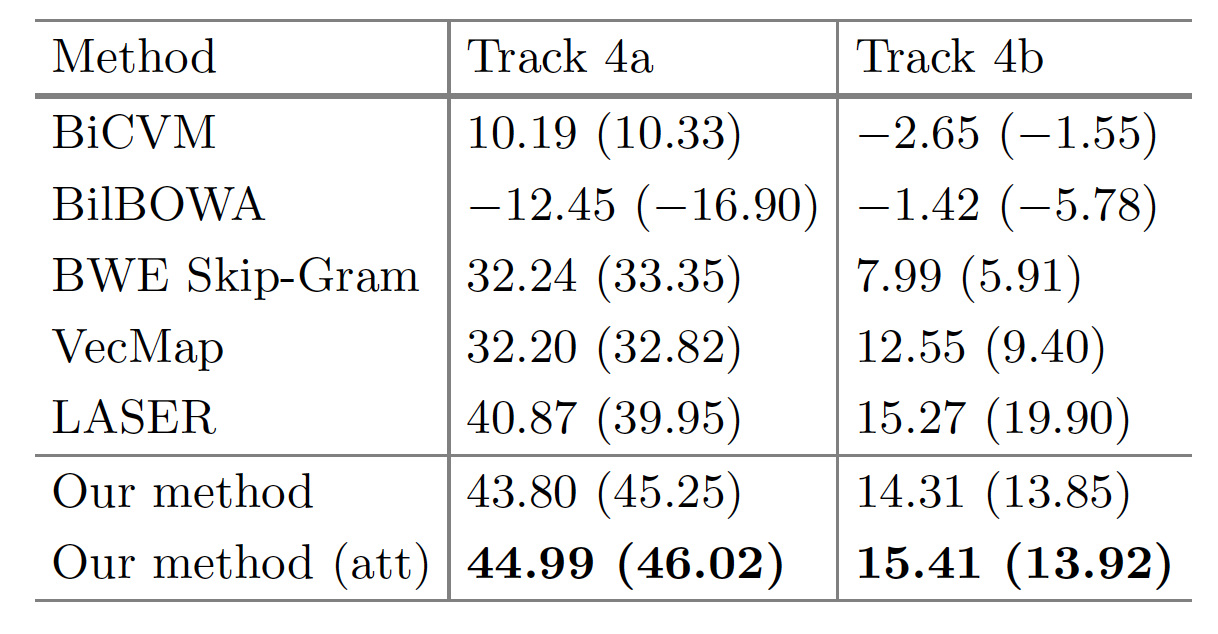 Method Track 4a Track 4b
BiCVM 10.19 (10.33) −2.65 (−1.55)
BilBOWA −12.45 (−16.90) −1.42 (−5.78)
BWE Skip-Gram 32.24 (33.35) 7.99 (5.91)
VecMap 32.20 (32.82) 12.55 (9.40)
LASER 40.87 (39.95) 15.27 (19.90)
Our method 43.80 (45.25) 14.31 (13.85)
Our method (att) 44.99 (46.02) 15.41 (13.92)